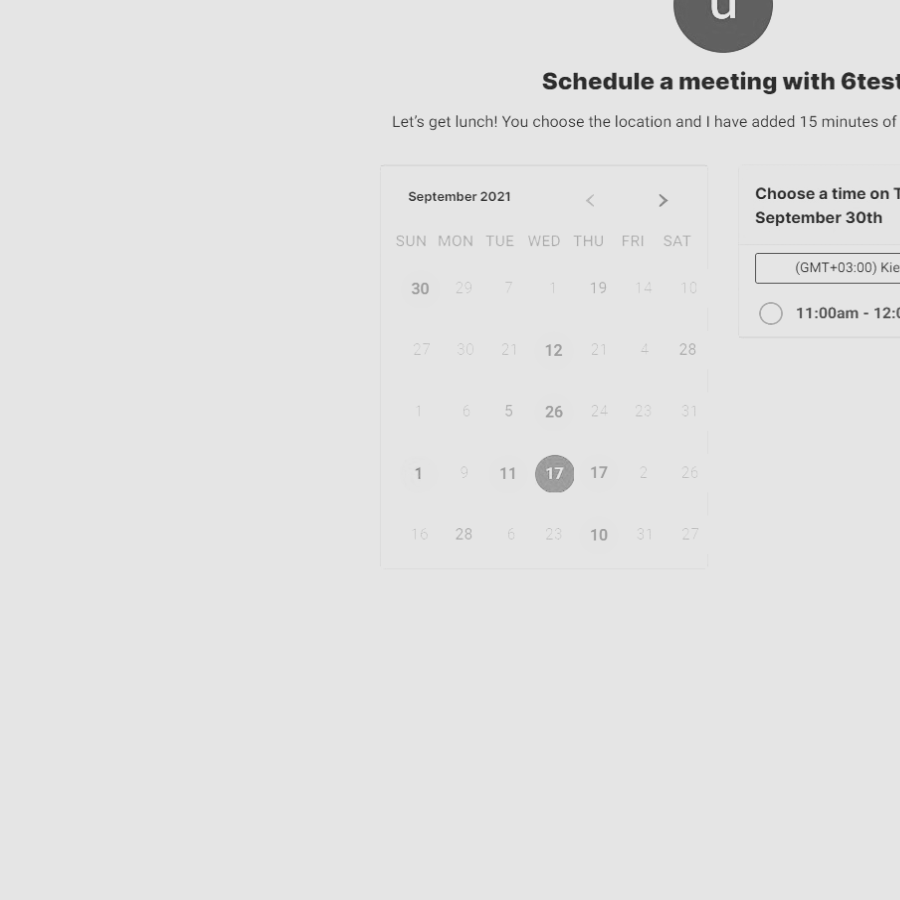 u
Schedule a meeting with 6test
Let's get lunch! You choose the location and I have added 15 minutes of
September 2021
SUN MON TUE WED THU FRI SAT
30 29 7 1 19 14 10
27 30 21 12 21 4 28
1 6 5 26 24 23 31
1 9 11 17 17 2 26
16 28 6 23 10 31 27
Choose a time on T
September 30th
(GMT+03:00) Kie
11:00am - 12:0